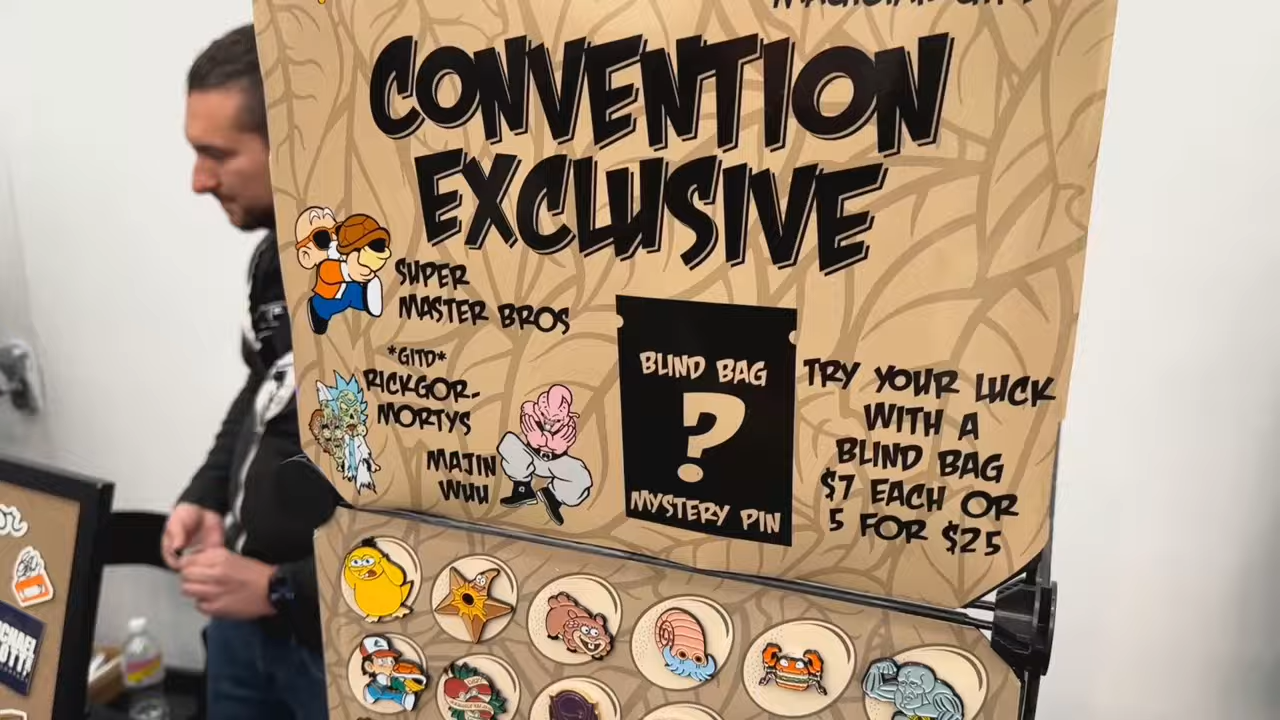 CONVENTION
EXCLUSIVE
SUPER
MASTER BROS
*GITD*
RICKGOR-
MORTYS
MAJIN
WUU
BLIND BAG
?
MYSTERY PIN
TRY YOUR LUCK
WITH A
BLIND BAG
$7 EACH OR
5 FOR $25